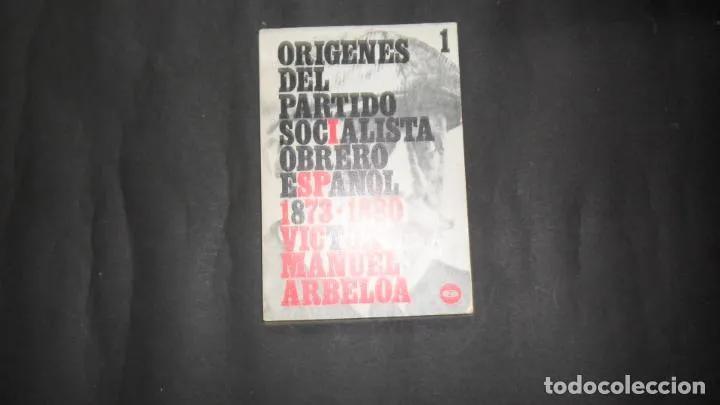 ORIGENES 1
DEL
PARTIDO
SOCIALISTA
OBRERO
ESPAÑOL
1873-1880
VICTOR
MANUEL
ARBELOA
todocoleccion